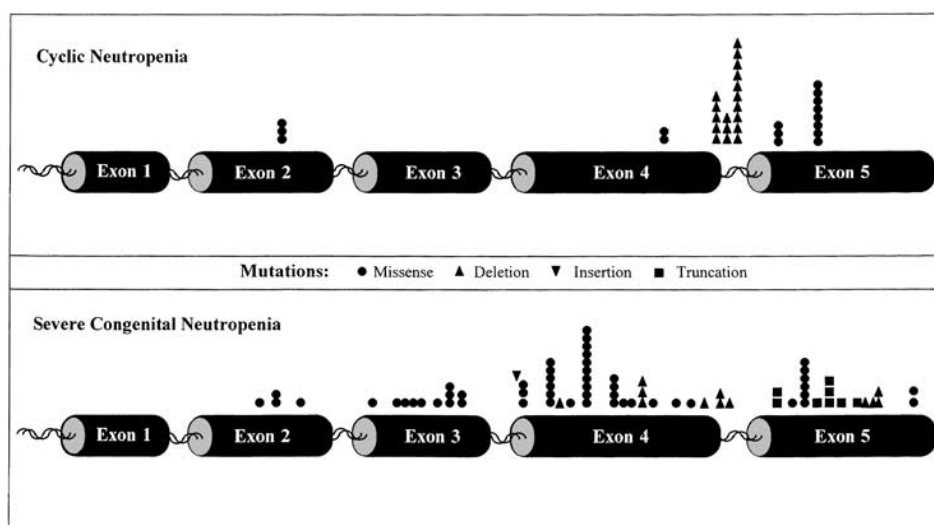 Cyclic Neutropenia
Exon 1 Exon 2 Exon 3 Exon 4 Exon 5
Mutations: ● Missense ▲ Deletion ▼ Insertion ■ Truncation
Severe Congenital Neutropenia
Exon 1 Exon 2 Exon 3 Exon 4 Exon 5